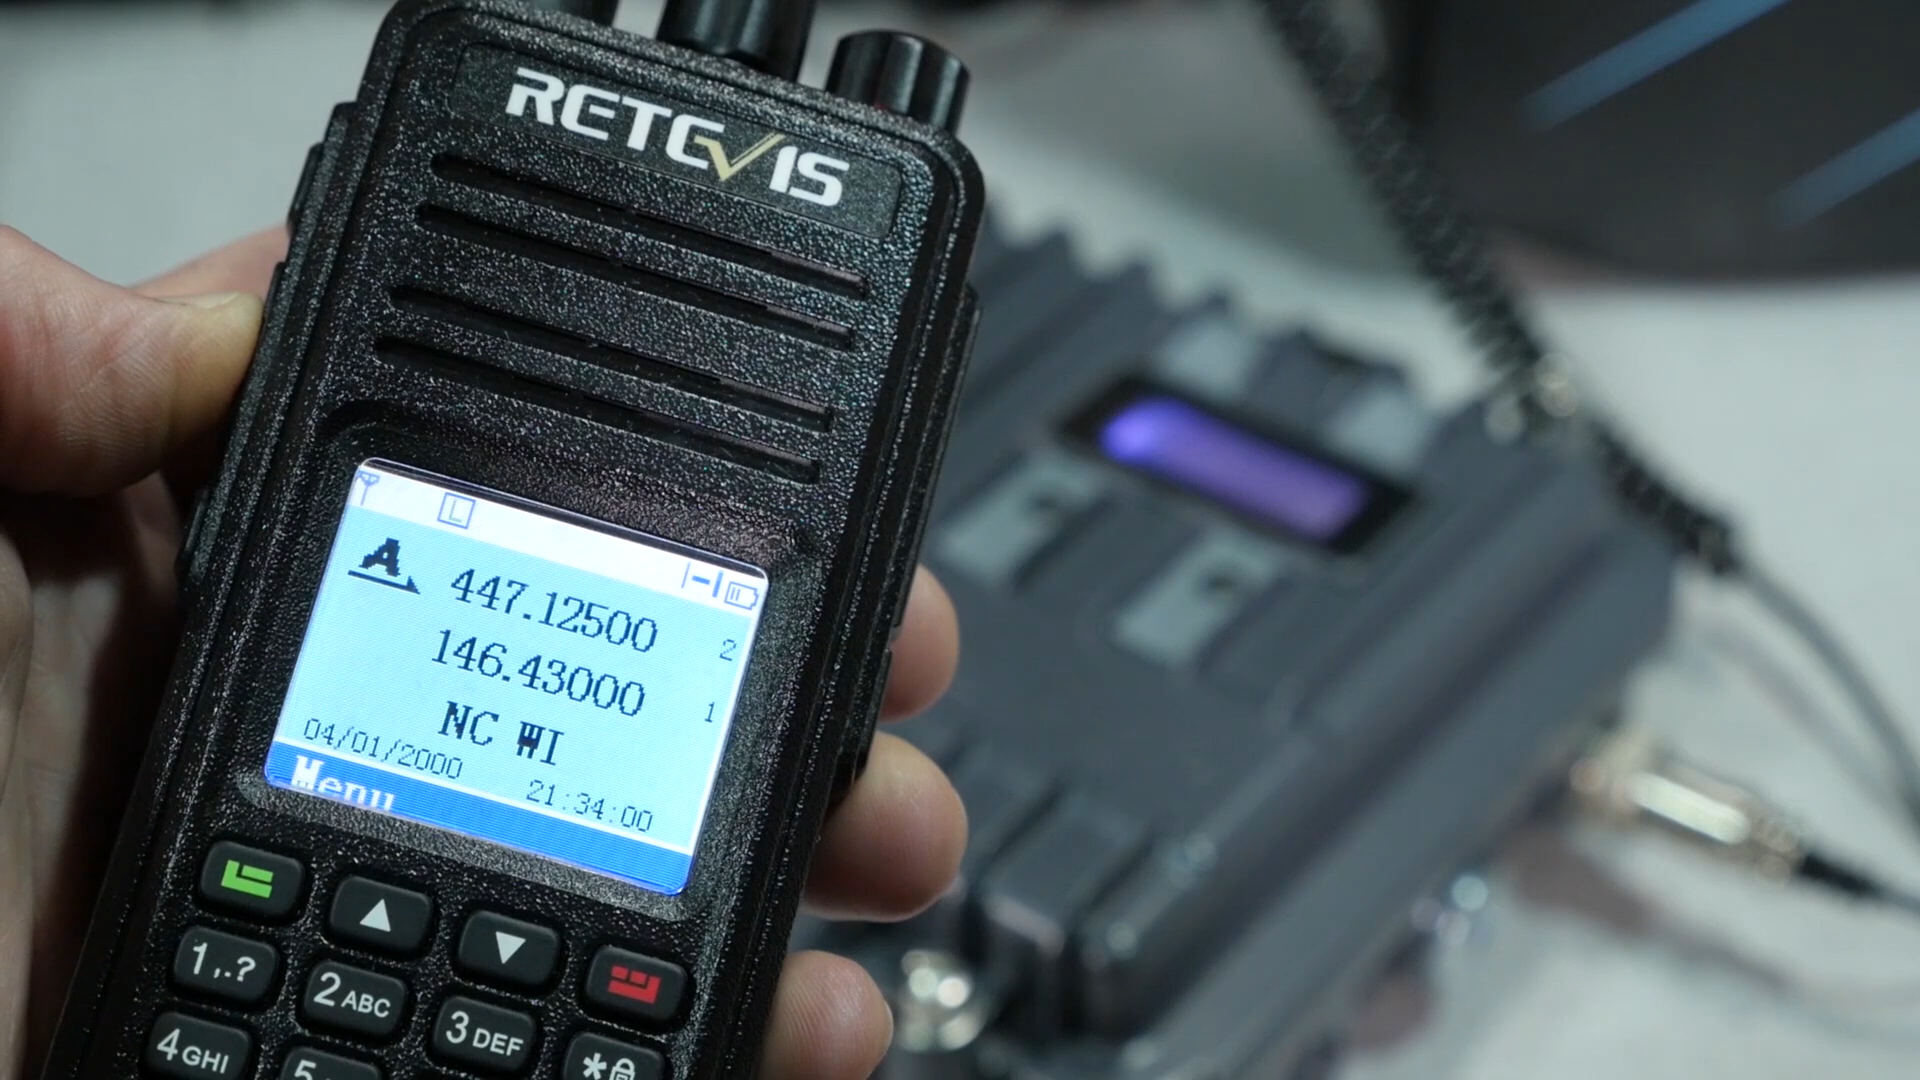 RETEVIS
L
A 447.12500 2
146.43000 1
NC WI
04/01/2000 21:34:00
Menu
1,.?
2ABC
3DEF
*
4GHI
5